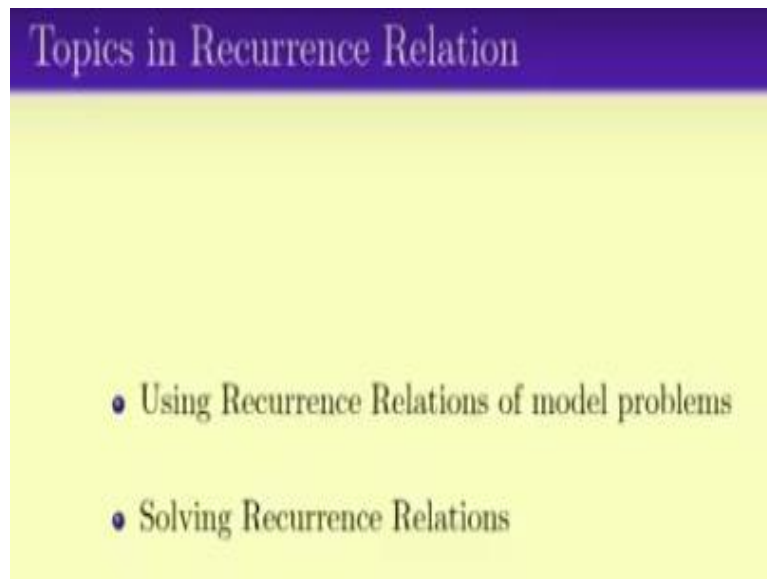 Topics in Recurrence Relation
Using Recurrence Relations of model problems
Solving Recurrence Relations